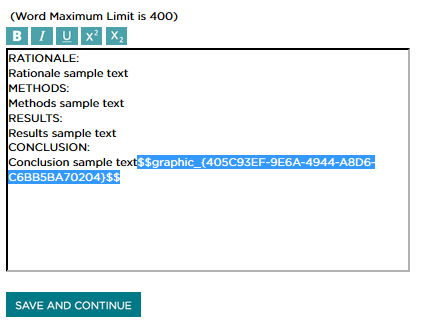 (Word Maximum Limit is 400)
B I U X² X₂
RATIONALE:
Rationale sample text
METHODS:
Methods sample text
RESULTS:
Results sample text
CONCLUSION:
Conclusion sample text$$graphic_{405C93EF-9E6A-4944-A8D6-
C6BB5BA70204}$$
SAVE AND CONTINUE